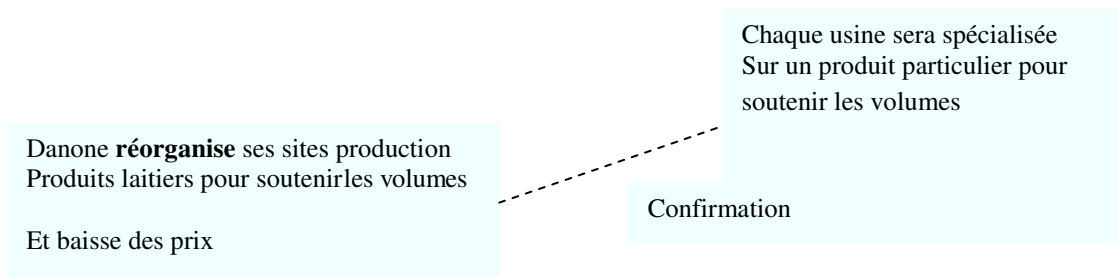 Chaque usine sera spécialisée
Sur un produit particulier pour
soutenir les volumes
Danone réorganise ses sites production
Produits laitiers pour soutenirles volumes
Et baisse des prix
Confirmation